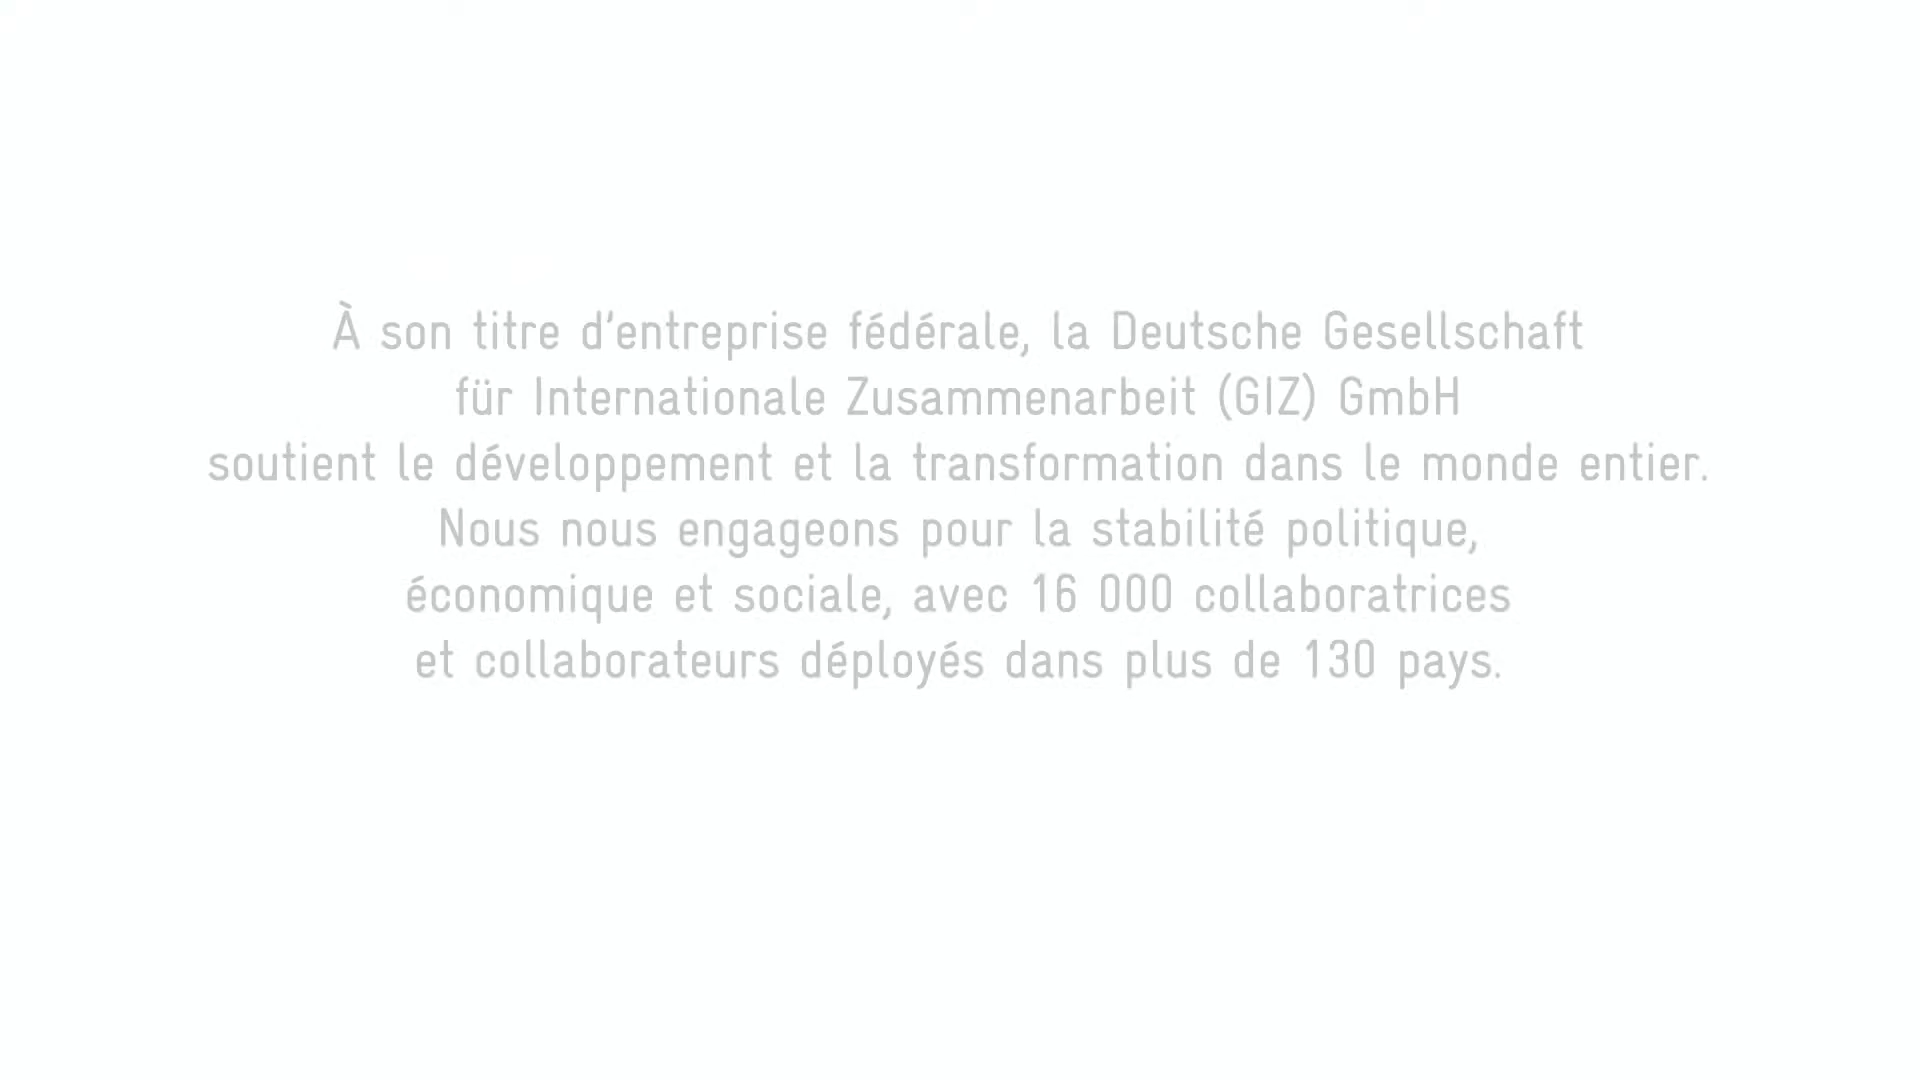 À son titre d’entreprise fédérale, la Deutsche Gesellschaft
für Internationale Zusammenarbeit (GIZ) GmbH
soutient le développement et la transformation dans le monde entier.
Nous nous engageons pour la stabilité politique,
économique et sociale, avec 16 000 collaboratrices
et collaborateurs déployés dans plus de 130 pays.